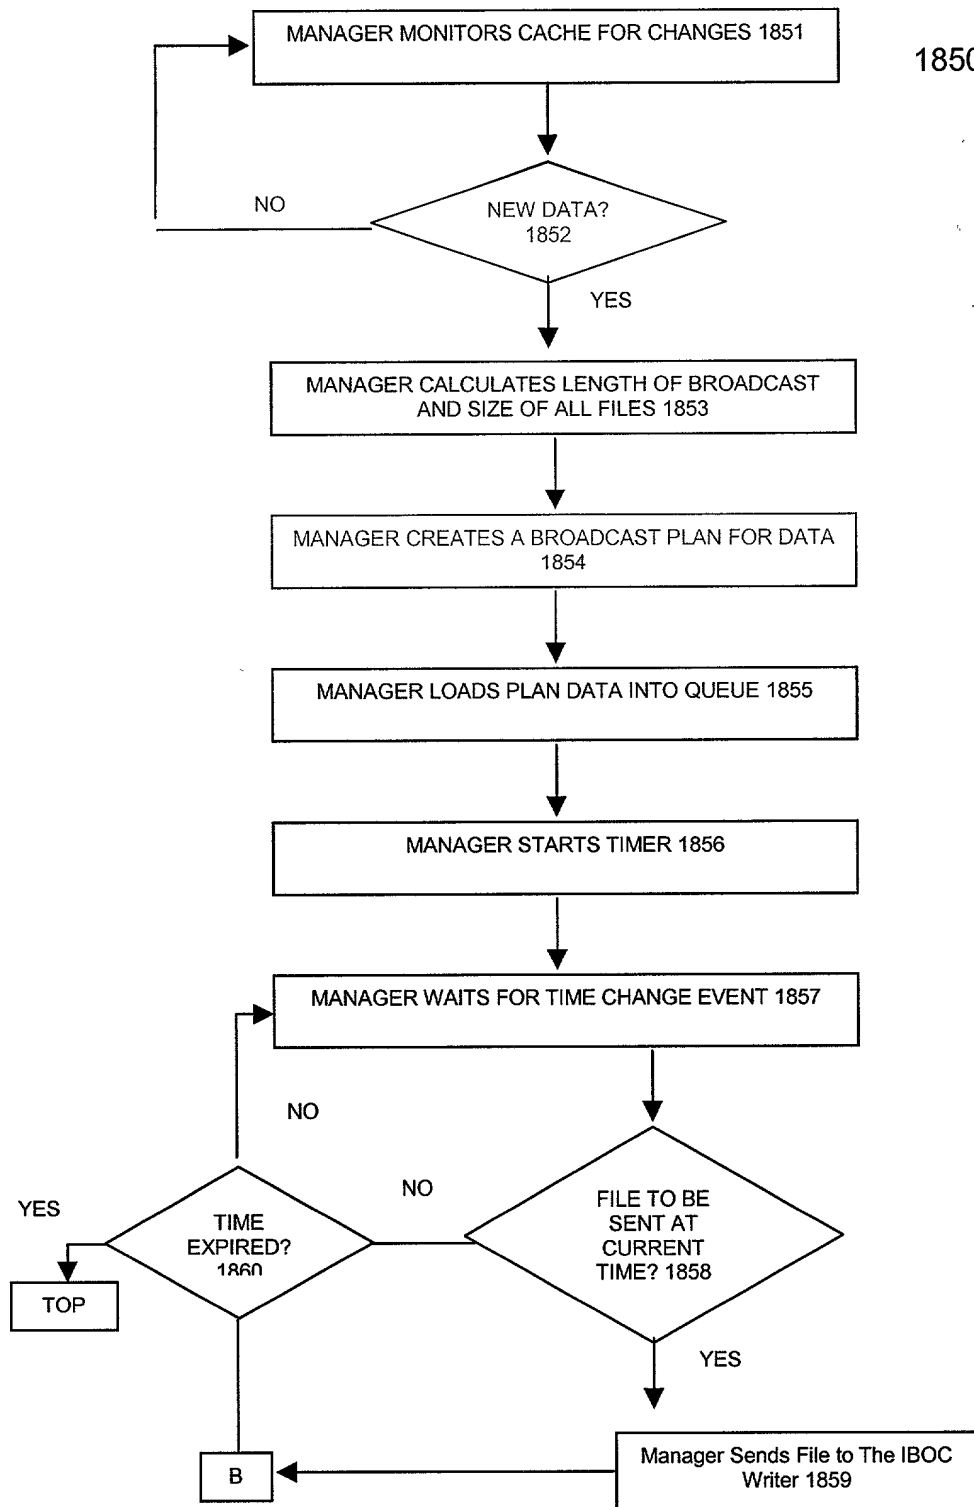 MANAGER MONITORS CACHE FOR CHANGES 1851
1850
NEW DATA?
1852
NO
YES
MANAGER CALCULATES LENGTH OF BROADCAST
AND SIZE OF ALL FILES 1853
MANAGER CREATES A BROADCAST PLAN FOR DATA
1854
MANAGER LOADS PLAN DATA INTO QUEUE 1855
MANAGER STARTS TIMER 1856
MANAGER WAITS FOR TIME CHANGE EVENT 1857
NO
YES
TIME
EXPIRED?
1860
NO
FILE TO BE
SENT AT
CURRENT
TIME? 1858
TOP
YES
B
Manager Sends File to The IBOC
Writer 1859